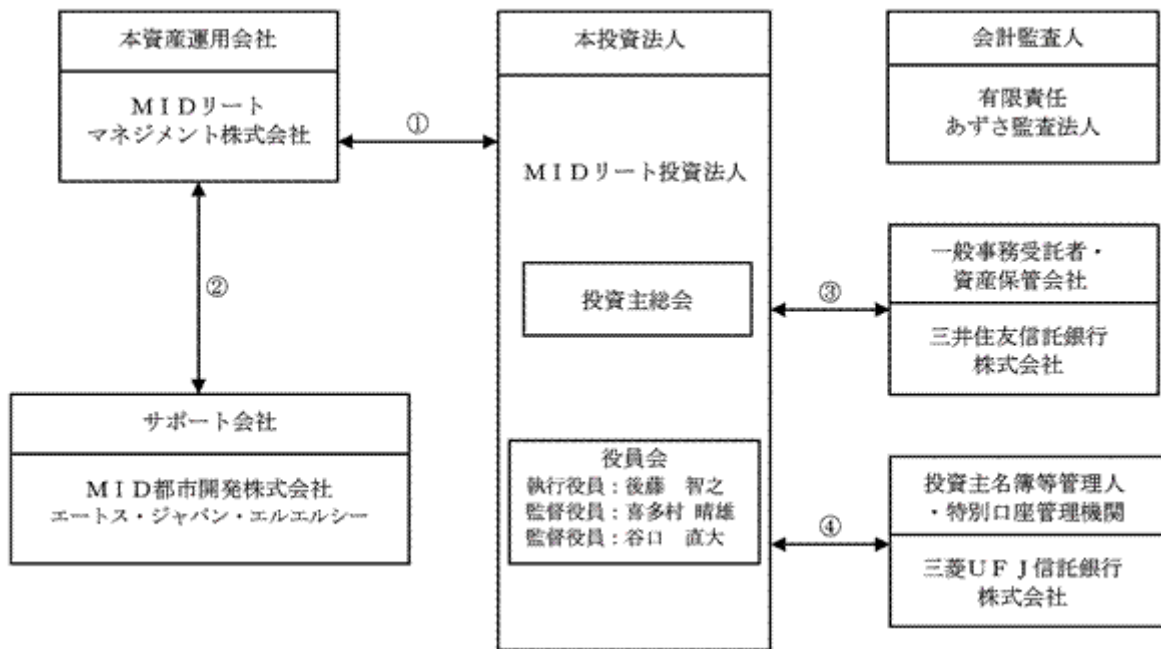 本資産運用会社
ＭＩＤリート
マネジメント株式会社
①
②
サポート会社
ＭＩＤ都市開発株式会社
エートス・ジャパン・エルエルシー
本投資法人
ＭＩＤリート投資法人
投資主総会
役員会
執行役員：後藤　智之
監督役員：喜多村 晴雄
監督役員：谷口　直大
会計監査人
有限責任
あずさ監査法人
③
一般事務受託者・
資産保管会社
三井住友信託銀行
株式会社
④
投資主名簿等管理人
・特別口座管理機関
三菱ＵＦＪ信託銀行
株式会社